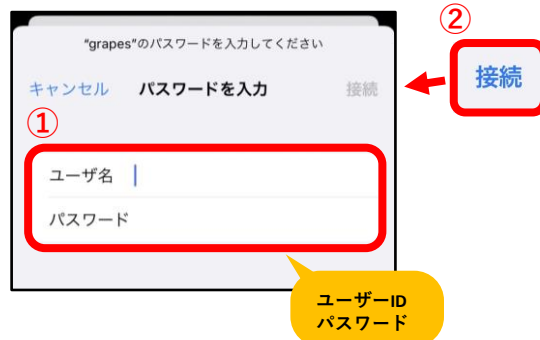 ②
"grapes"のパスワードを入力してください
キャンセル パスワードを入力 接続
接続
①
ユーザ名
パスワード
ユーザーID
パスワード